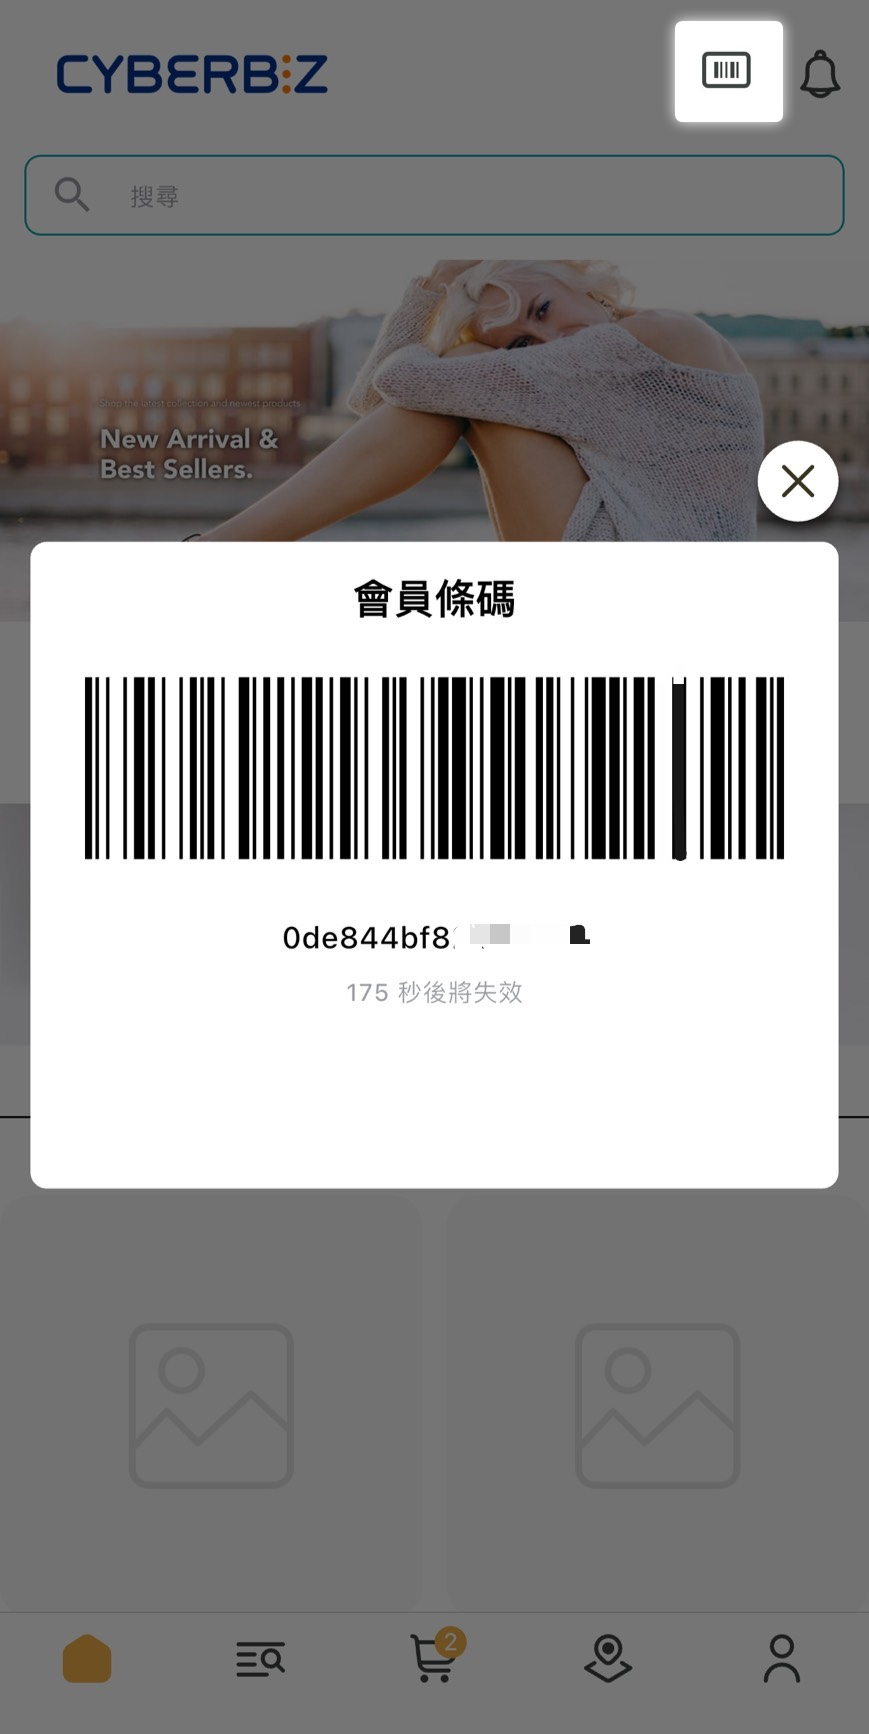 CYBERBIZ
搜尋
Shop the latest collection and newest products
New Arrival &
Best Sellers.
會員條碼
0de844bf8
175 秒後將失效
2